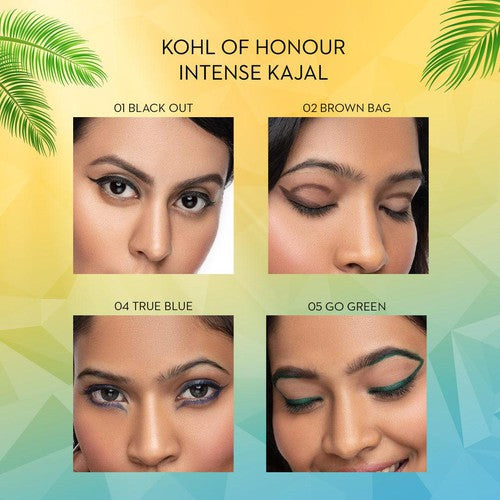 KOHL OF HONOUR
INTENSE KAJAL
01 BLACK OUT
02 BROWN BAG
04 TRUE BLUE
05 GO GREEN